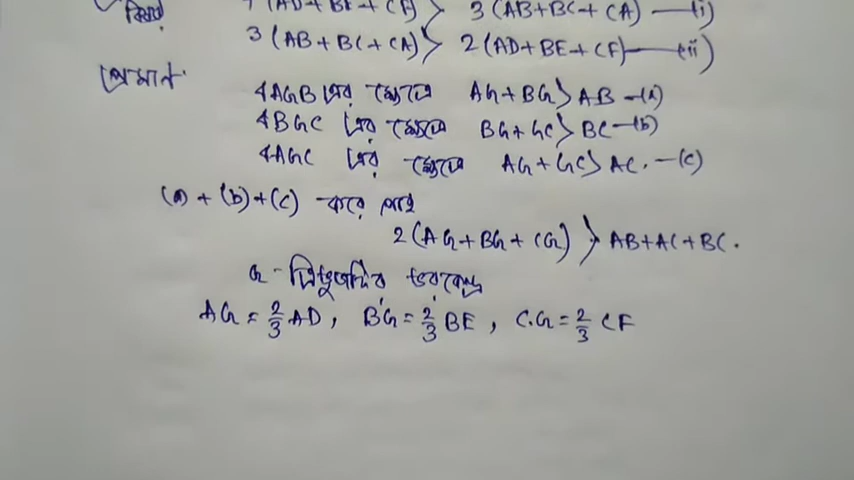 4(AD+BE+CF) > 3(AB+BC+CA) —(i)
3(AB+BC+CA) > 2(AD+BE+CF) —(ii)
প্রমান
∆AGB এর ক্ষেত্রে AG+BG>AB —(a)
∆BGC এর ক্ষেত্রে BG+GC>BC —(b)
∆AGC এর ক্ষেত্রে AG+GC>AC. —(c)
(a) + (b) + (c) করে পাই
2(AG+BG+CG) > AB+AC+BC.
G - ত্রিভুজটির ভরকেন্দ্র
AG = 2/3 AD, BG = 2/3 BE, C.G = 2/3 CF